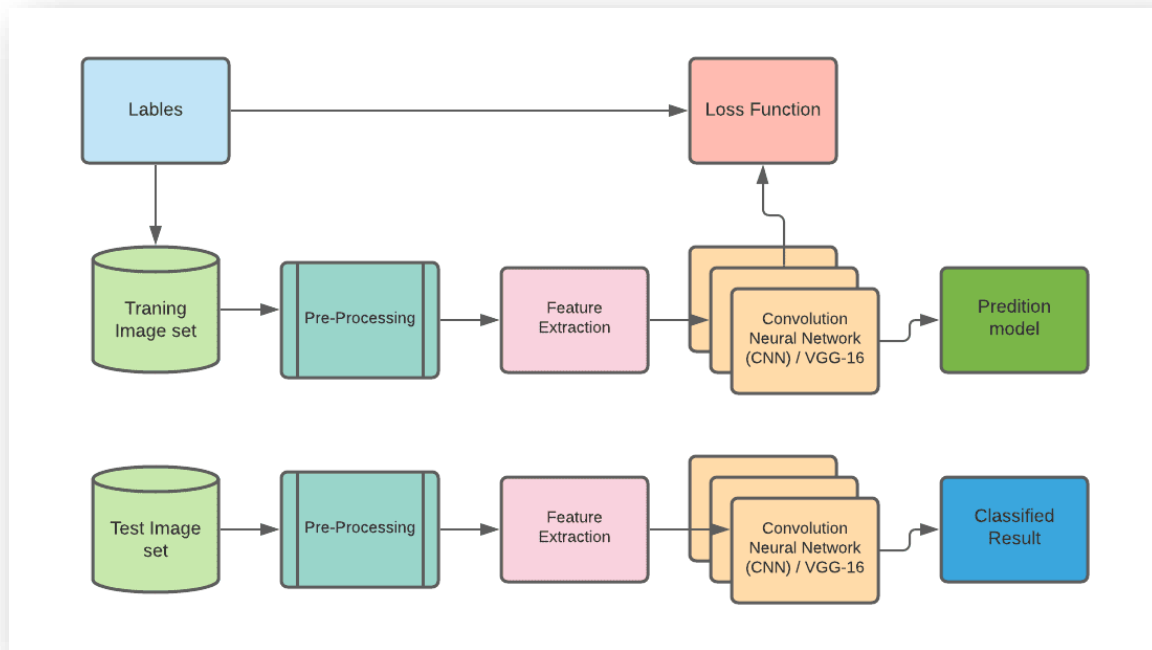 Lables
Loss Function
Traning
Image set
Pre-Processing
Feature
Extraction
Convolution
Neural Network
(CNN) / VGG-16
Predition
model
Test Image
set
Pre-Processing
Feature
Extraction
Convolution
Neural Network
(CNN) / VGG-16
Classified
Result